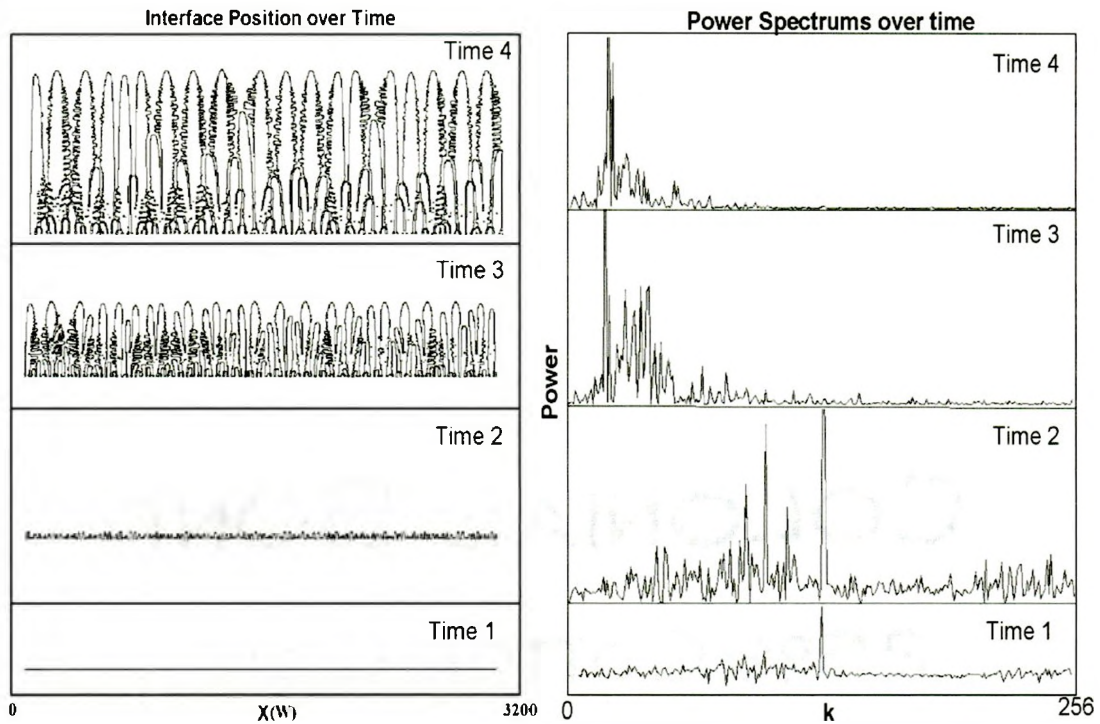 Interface Position over Time
Time 4
Time 3
Time 2
Time 1
0
X(W)
3200
Power Spectrums over time
Time 4
Time 3
Time 2
Time 1
Power
0
k
256